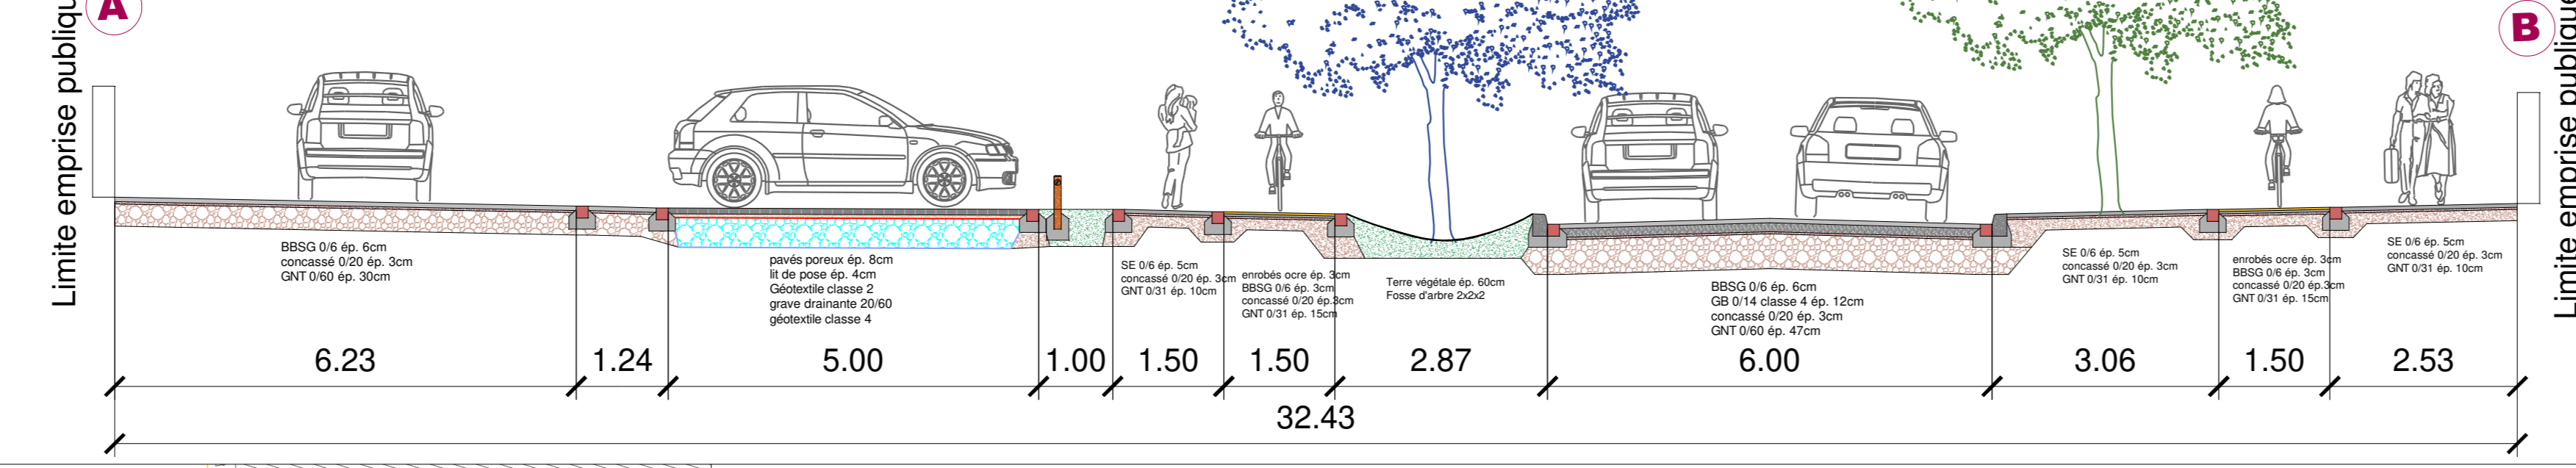 A
B
Limite emprise publiqu
Limite emprise publique
BBSG 0/6 ép. 6cm
concassé 0/20 ép. 3cm
GNT 0/60 ép. 30cm
pavés poreux ép. 8cm
lit de pose ép. 4cm
Géotextile classe 2
grave drainante 20/60
géotextile classe 4
SE 0/6 ép. 5cm
concassé 0/20 ép. 3cm
GNT 0/31 ép. 10cm
enrobés ocre ép. 3cm
BBSG 0/6 ép. 3cm
concassé 0/20 ép.3cm
GNT 0/31 ép. 15cm
Terre végétale ép. 60cm
Fosse d'arbre 2x2x2
BBSG 0/6 ép. 6cm
GB 0/14 classe 4 ép. 12cm
concassé 0/20 ép. 3cm
GNT 0/60 ép. 47cm
SE 0/6 ép. 5cm
concassé 0/20 ép. 3cm
GNT 0/31 ép. 10cm
enrobés ocre ép. 3cm
BBSG 0/6 ép. 3cm
concassé 0/20 ép.3cm
GNT 0/31 ép. 15cm
SE 0/6 ép. 5cm
concassé 0/20 ép. 3cm
GNT 0/31 ép. 10cm
6.23 1.24 5.00 1.00 1.50 1.50 2.87 6.00 3.06 1.50 2.53
32.43